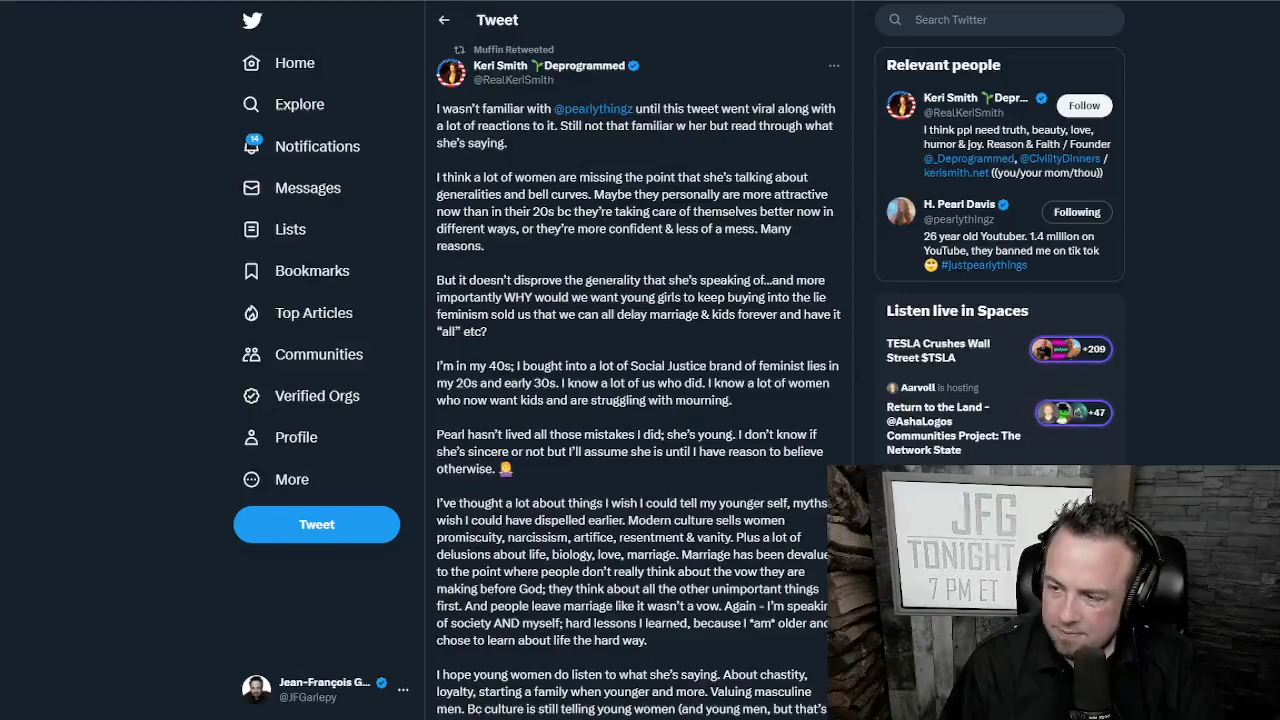 Tweet
Search Twitter
Home
Explore
14
Notifications
Messages
Lists
Bookmarks
Top Articles
Communities
Verified Orgs
Profile
More
Tweet
Jean-François G...
@JFGarlepy
Muffin Retweeted
Keri Smith 🌱Deprogrammed
@RealKeriSmith
I wasn't familiar with @pearlythingz until this tweet went viral along with
a lot of reactions to it. Still not that familiar w her but read through what
she's saying.
I think a lot of women are missing the point that she's talking about
generalities and bell curves. Maybe they personally are more attractive
now than in their 20s bc they're taking care of themselves better now in
different ways, or they're more confident & less of a mess. Many
reasons.
But it doesn't disprove the generality that she's speaking of...and more
importantly WHY would we want young girls to keep buying into the lie
feminism sold us that we can all delay marriage & kids forever and have it
"all" etc?
I'm in my 40s; I bought into a lot of Social Justice brand of feminist lies in
my 20s and early 30s. I know a lot of us who did. I know a lot of women
who now want kids and are struggling with mourning.
Pearl hasn't lived all those mistakes I did; she's young. I don't know if
she's sincere or not but I'll assume she is until I have reason to believe
otherwise. 🤷‍♀️
I've thought a lot about things I wish I could tell my younger self, myths
wish I could have dispelled earlier. Modern culture sells women
promiscuity, narcissism, artifice, resentment & vanity. Plus a lot of
delusions about life, biology, love, marriage. Marriage has been devalue
to the point where people don't really think about the vow they are
making before God; they think about all the other unimportant things
first. And people leave marriage like it wasn't a vow. Again - I'm speakin
of society AND myself; hard lessons I learned, because I *am* older and
chose to learn about life the hard way.
I hope young women do listen to what she's saying. About chastity,
loyalty, starting a family when younger and more. Valuing masculine
men. Bc culture is still telling young women (and young men, but that's
Relevant people
Keri Smith 🌱Depr...
@RealKeriSmith
Follow
I think ppl need truth, beauty, love,
humor & joy. Reason & Faith / Founder
@_Deprogrammed, @CivilityDinners /
kerismith.net ((you/your mom/thou))
H. Pearl Davis
@pearlythingz
Following
26 year old Youtuber. 1.4 million on
YouTube, they banned me on tik tok
🙄 #justpearlythings
Listen live in Spaces
TESLA Crushes Wall
Street $TSLA
+209
Aarvoll is hosting
Return to the Land -
@AshaLogos
Communities Project: The
Network State
+47
JFG
TONIGHT
7 PM ET